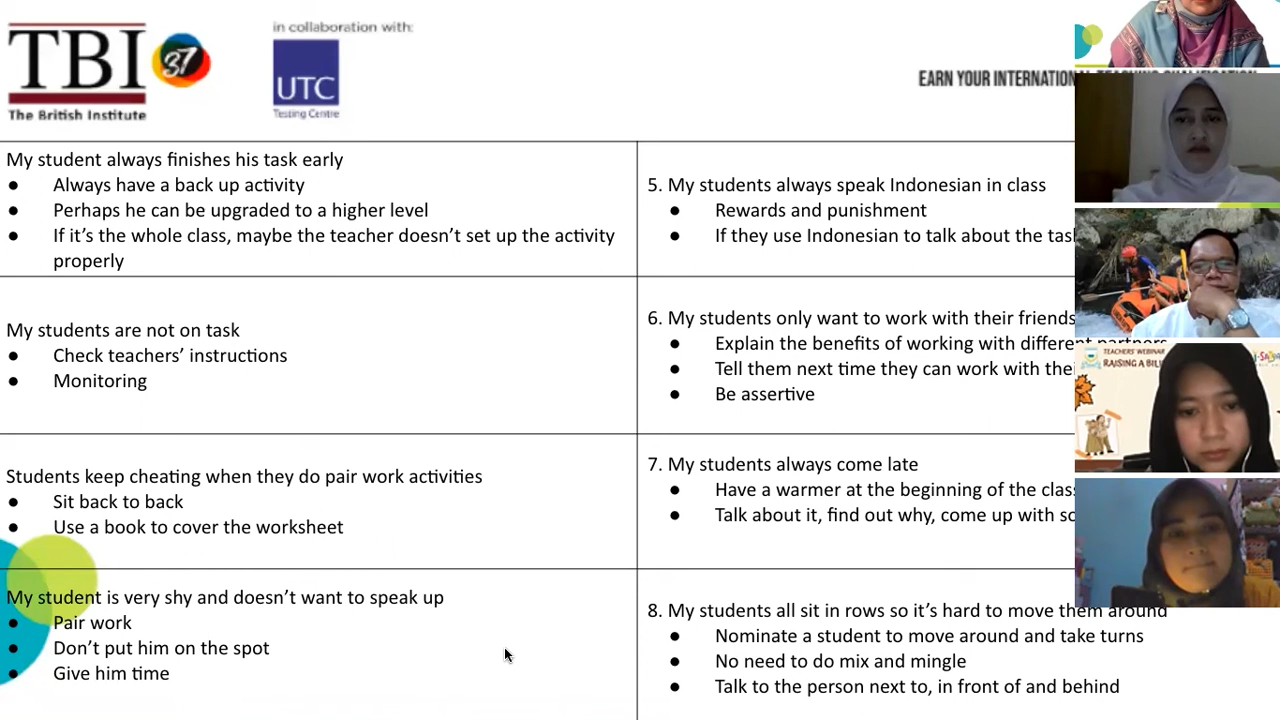 TBI 37
The British Institute
in collaboration with:
UTC
Testing Centre
EARN YOUR INTERNATIONAL TEACHING QUALIFICATION
My student always finishes his task early
● Always have a back up activity
● Perhaps he can be upgraded to a higher level
● If it’s the whole class, maybe the teacher doesn’t set up the activity
properly
My students are not on task
● Check teachers’ instructions
● Monitoring
Students keep cheating when they do pair work activities
● Sit back to back
● Use a book to cover the worksheet
My student is very shy and doesn’t want to speak up
● Pair work
● Don’t put him on the spot
● Give him time
5. My students always speak Indonesian in class
● Rewards and punishment
● If they use Indonesian to talk about the
6. My students only want to work with their friends
● Explain the benefits of working with different partners
● Tell them next time they can work with
● Be assertive
7. My students always come late
● Have a warmer at the beginning of the
● Talk about it, find out why, come up with
8. My students all sit in rows so it’s hard to move them around
● Nominate a student to move around and take turns
● No need to do mix and mingle
● Talk to the person next to, in front of and behind
TEACHERS' WEBINAR
RAISING A